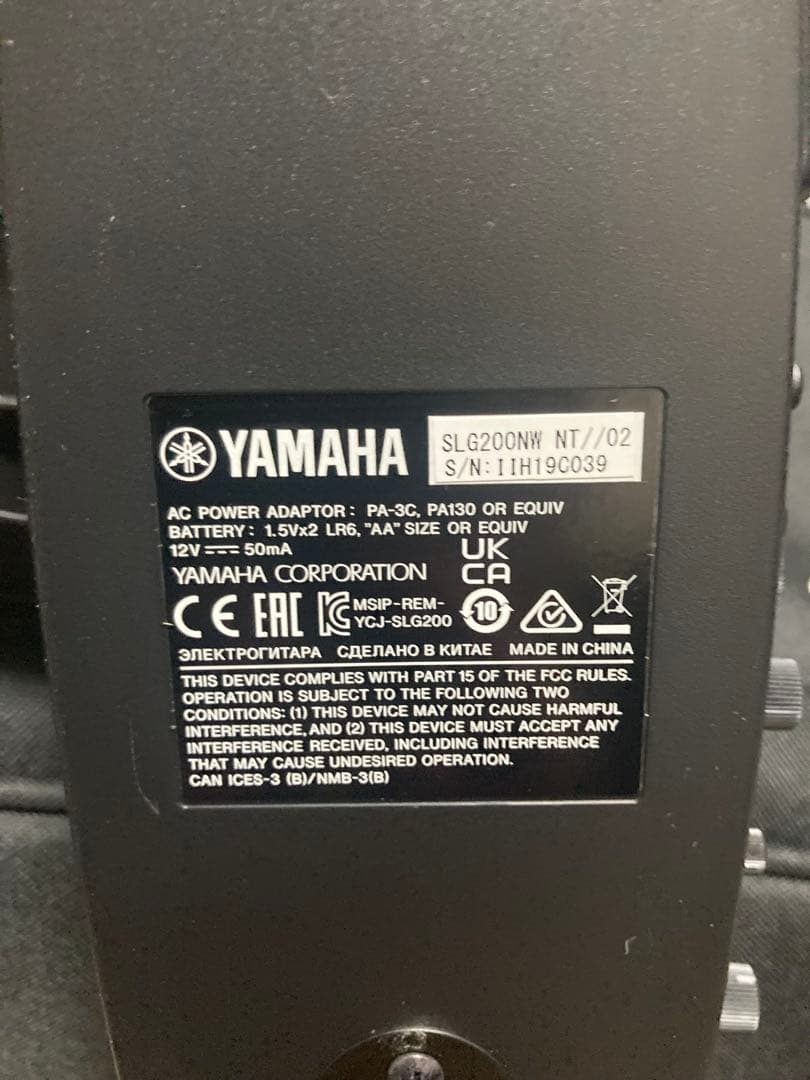 YAMAHA
SLG200NW NT//02
S/N:IIH19C039
AC POWER ADAPTOR: PA-3C, PA130 OR EQUIV
BATTERY: 1.5Vx2 LR6, "AA" SIZE OR EQUIV
12V ⎓ 50mA
YAMAHA CORPORATION
UK
CA
CE EAC KC MSIP-REM-
YCJ-SLG200
10
ЭЛЕКТРОГИТАРА СДЕЛАНО В КИТАЕ MADE IN CHINA
THIS DEVICE COMPLIES WITH PART 15 OF THE FCC RULES.
OPERATION IS SUBJECT TO THE FOLLOWING TWO
CONDITIONS: (1) THIS DEVICE MAY NOT CAUSE HARMFUL
INTERFERENCE, AND (2) THIS DEVICE MUST ACCEPT ANY
INTERFERENCE RECEIVED, INCLUDING INTERFERENCE
THAT MAY CAUSE UNDESIRED OPERATION.
CAN ICES-3 (B)/NMB-3(B)